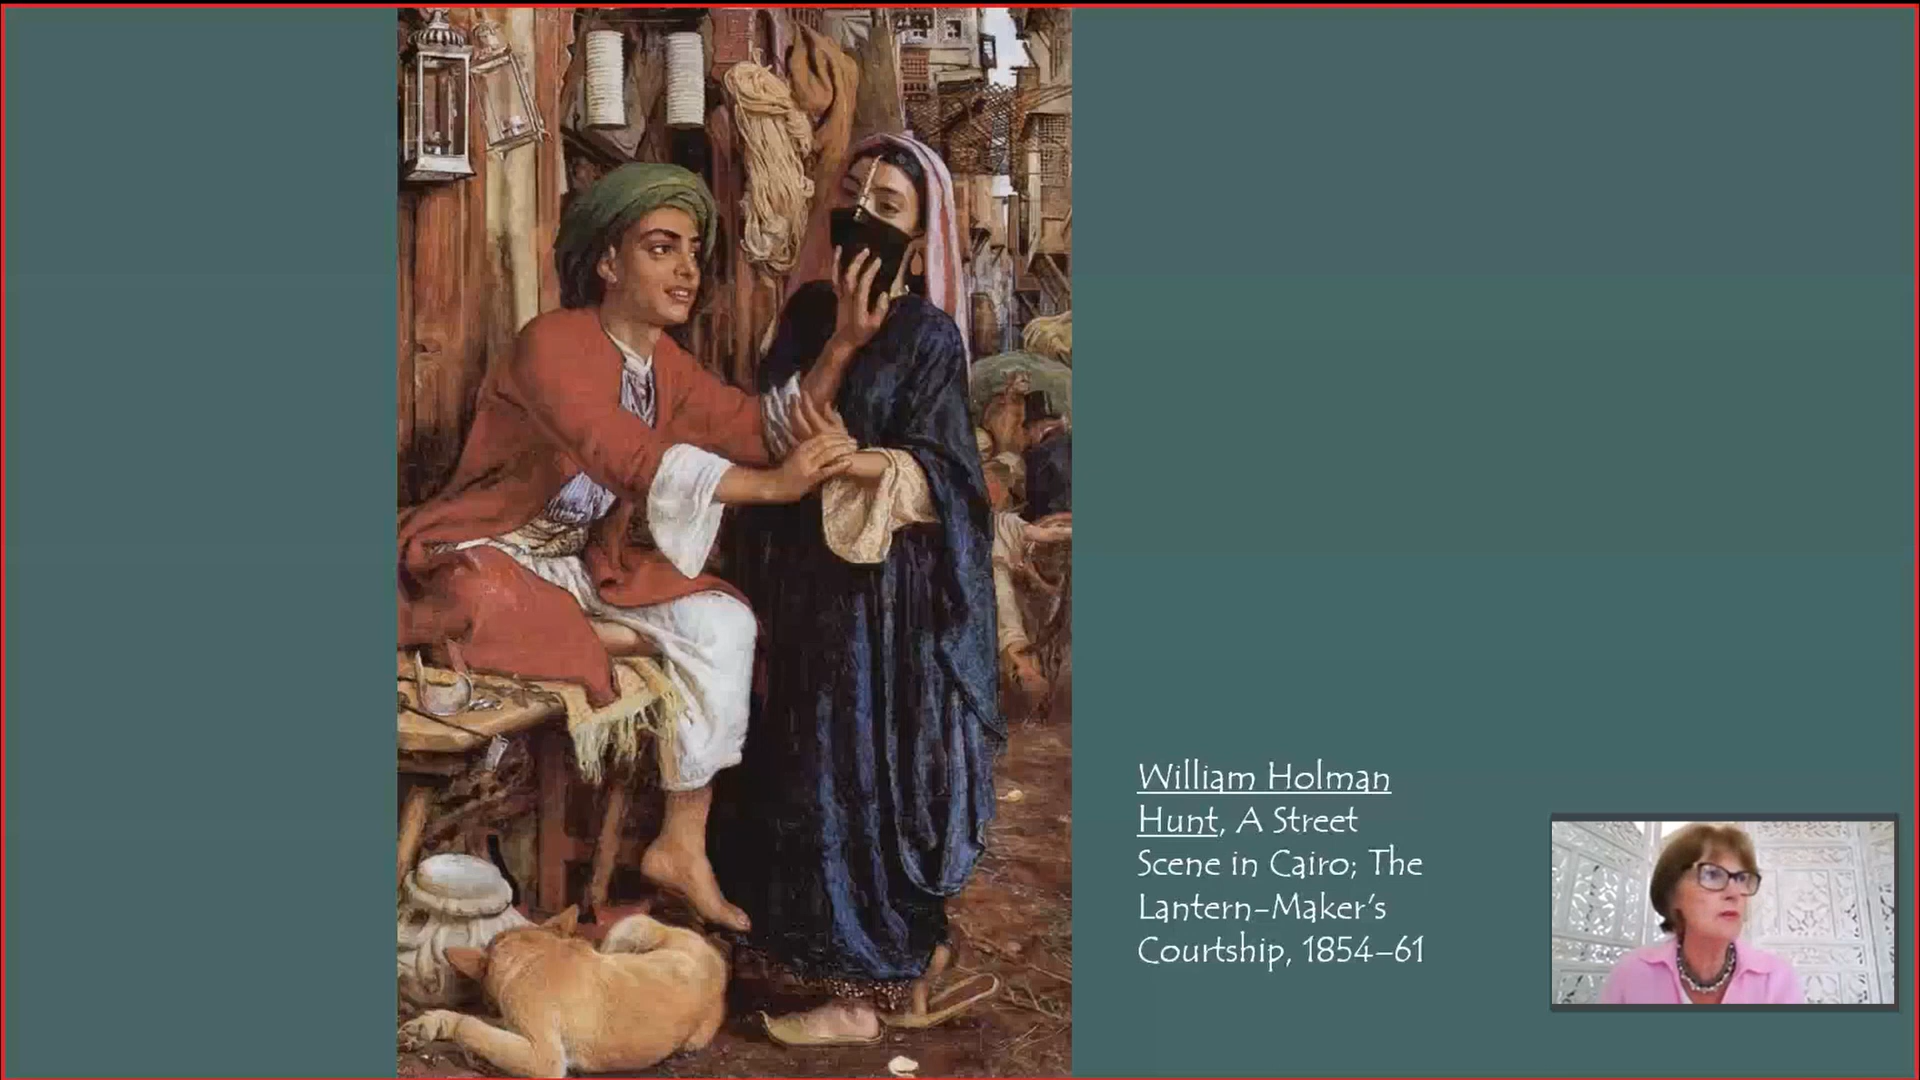 William Holman
Hunt, A Street
Scene in Cairo; The
Lantern-Maker's
Courtship, 1854–61